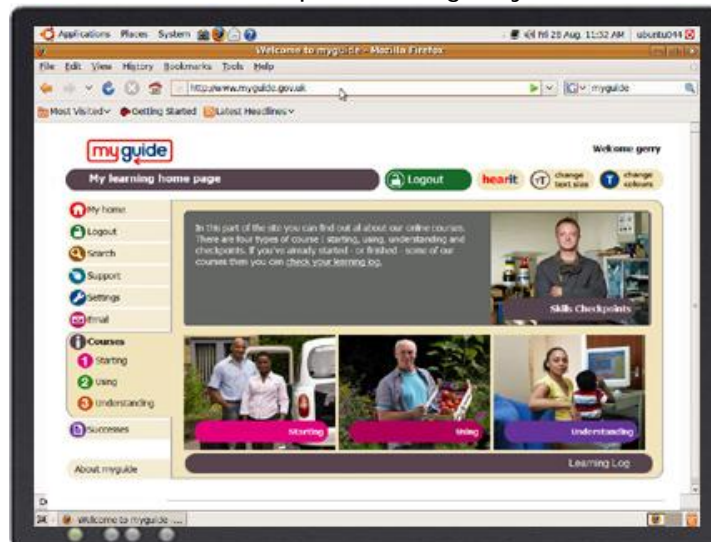 Applications Places System
Fri 28 Aug, 11:32 AM ubuntu044
Welcome to myguide - Mozilla Firefox
File Edit View History Bookmarks Tools Help
http://www.myguide.gov.uk
myguide
Most Visited Getting Started Latest Headlines
myguide
Welcome gerry
My learning home page
Logout
hearit
T change text size
T change colours
My home
Logout
Search
Support
Settings
Email
Courses
1 Starting
2 Using
3 Understanding
Successes
About myguide
In this part of the site you can find out all about our online courses.
There are four types of course : starting, using, understanding and
checkpoints. If you've already started - or finished - some of our
courses then you can check your learning log.
Skills Checkpoints
Starting
Using
Understanding
Learning Log
Welcome to myguide - ...